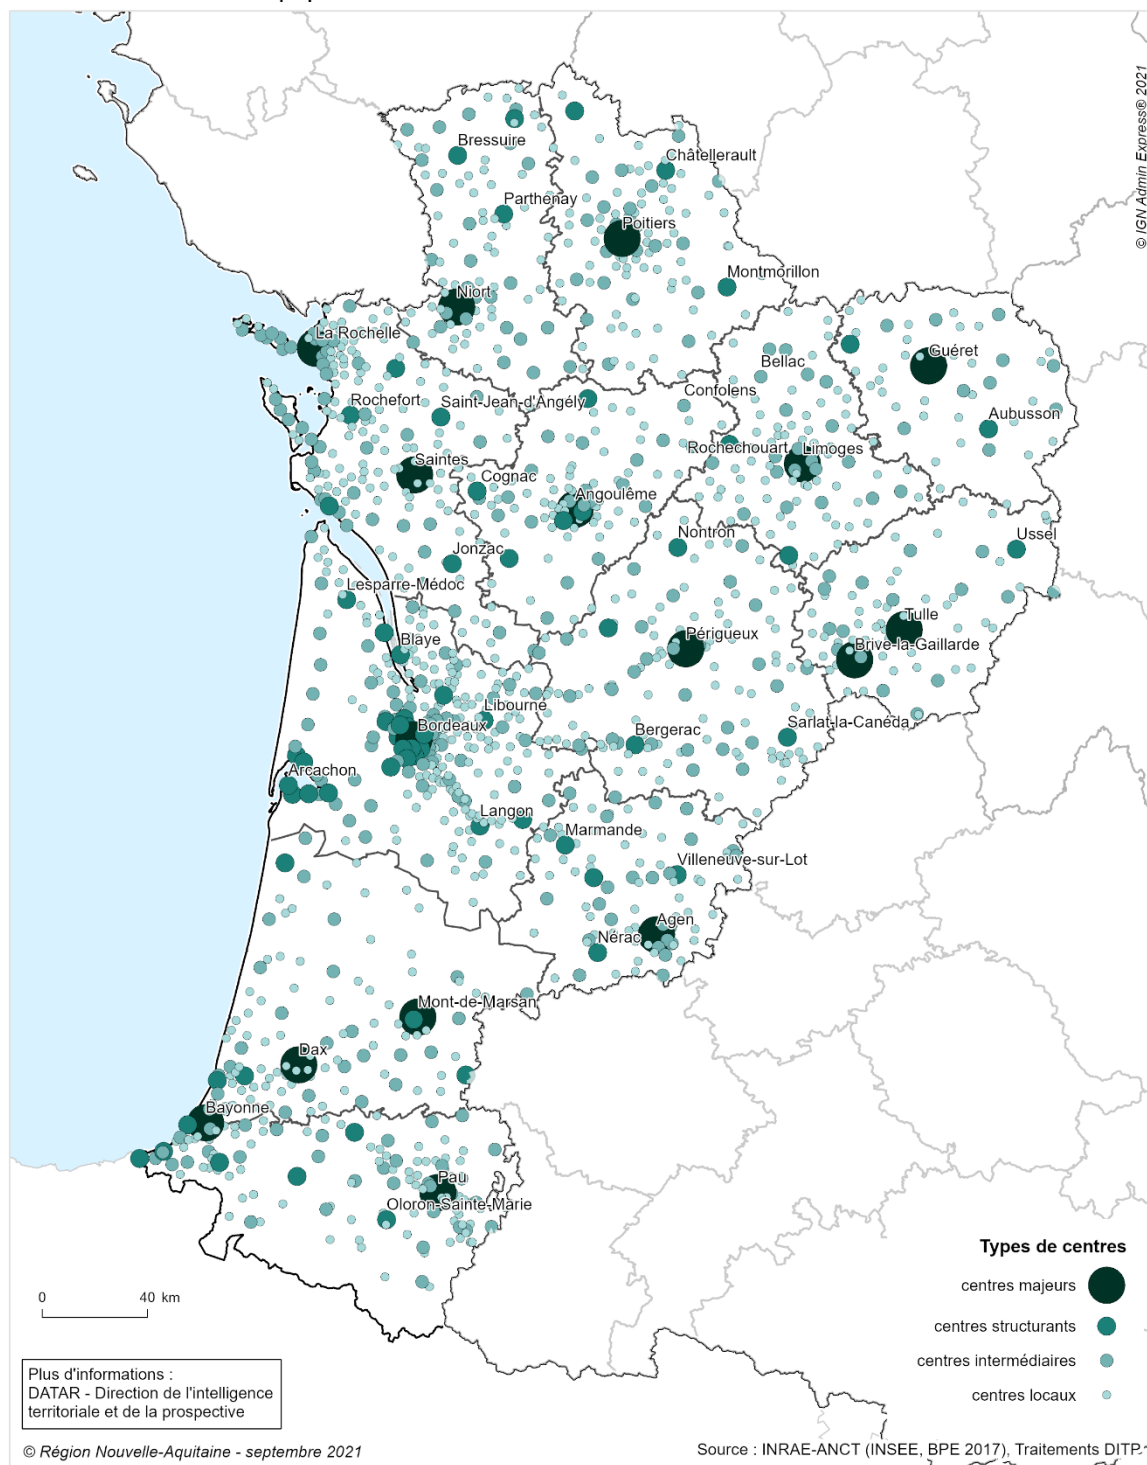 © IGN Admin Express® 2021
Bressuire
Châtellerault
Parthenay
Poitiers
Montmorillon
Niort
La Rochelle
Guéret
Bellac
Confolens
Rochefort
Saint-Jean-d'Angély
Aubusson
Rochechouart
Limoges
Saintes
Cognac
Angoulême
Nontron
Ussel
Jonzac
Lesparre-Médoc
Tulle
Blaye
Périgueux
Brive-la-Gaillarde
Libourne
Bordeaux
Bergerac
Sarlat-la-Canéda
Arcachon
Langon
Marmande
Villeneuve-sur-Lot
Agen
Nérac
Mont-de-Marsan
Dax
Bayonne
Pau
Oloron-Sainte-Marie
Types de centres
centres majeurs
centres structurants
centres intermédiaires
centres locaux
0 40 km
Plus d'informations :
DATAR - Direction de l'intelligence
territoriale et de la prospective
© Région Nouvelle-Aquitaine - septembre 2021
Source : INRAE-ANCT (INSEE, BPE 2017), Traitements DITP